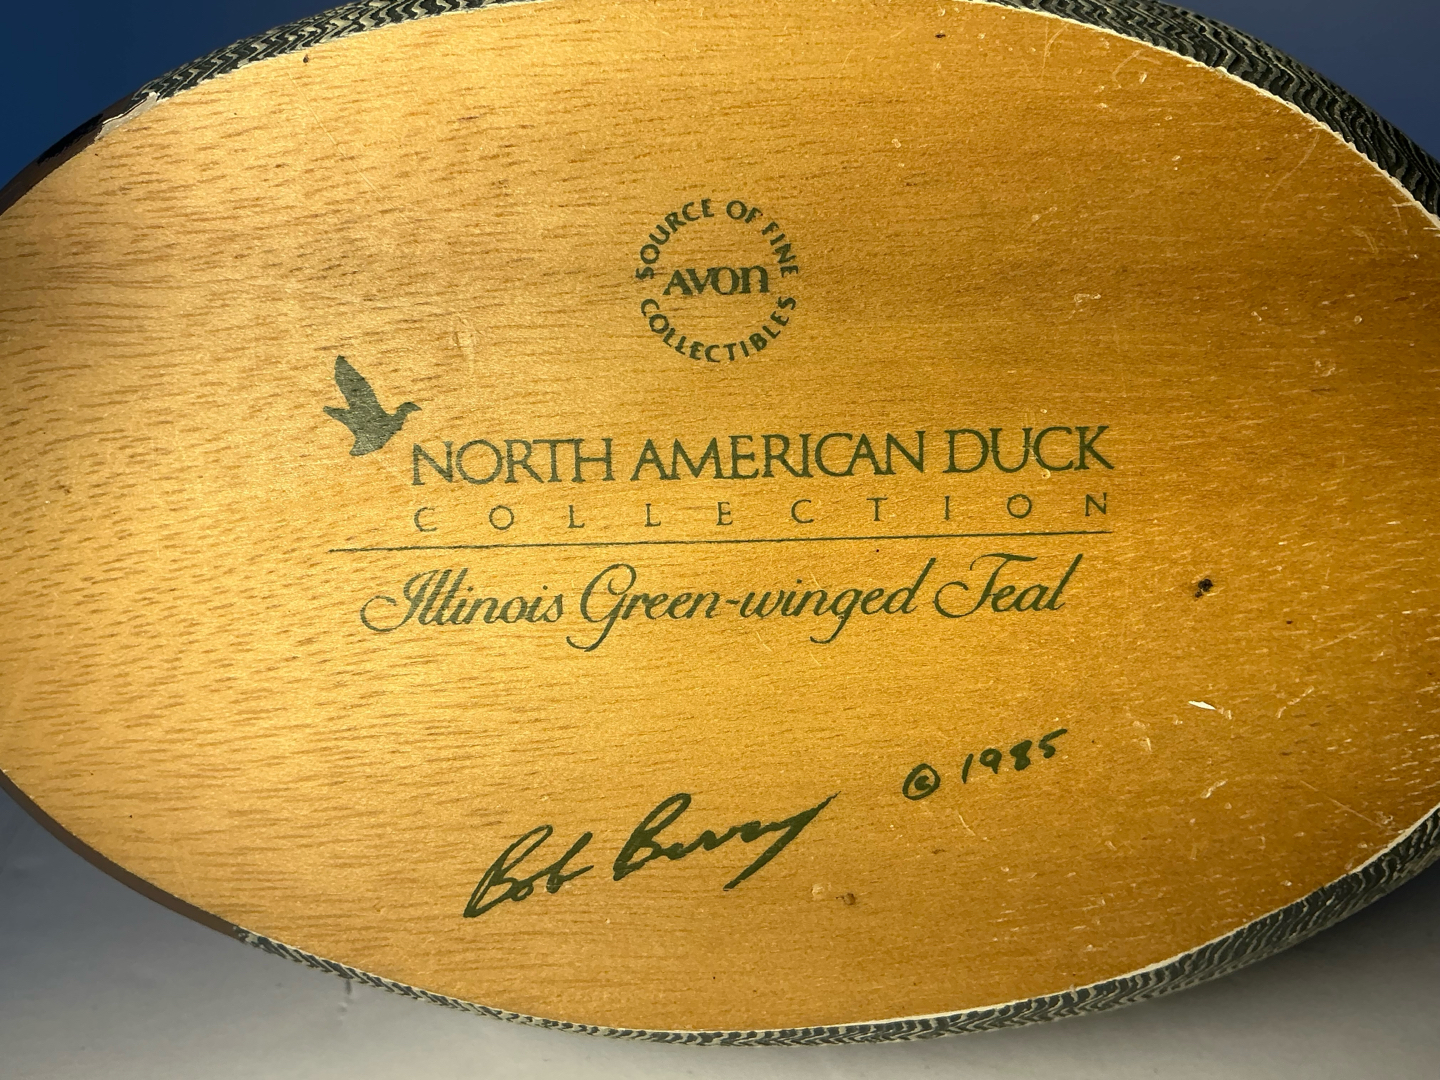 SOURCE OF FINE
AVON
COLLECTIBLES
NORTH AMERICAN DUCK
COLLECTION
Illinois Green-winged Teal
© 1985
Bob Berry